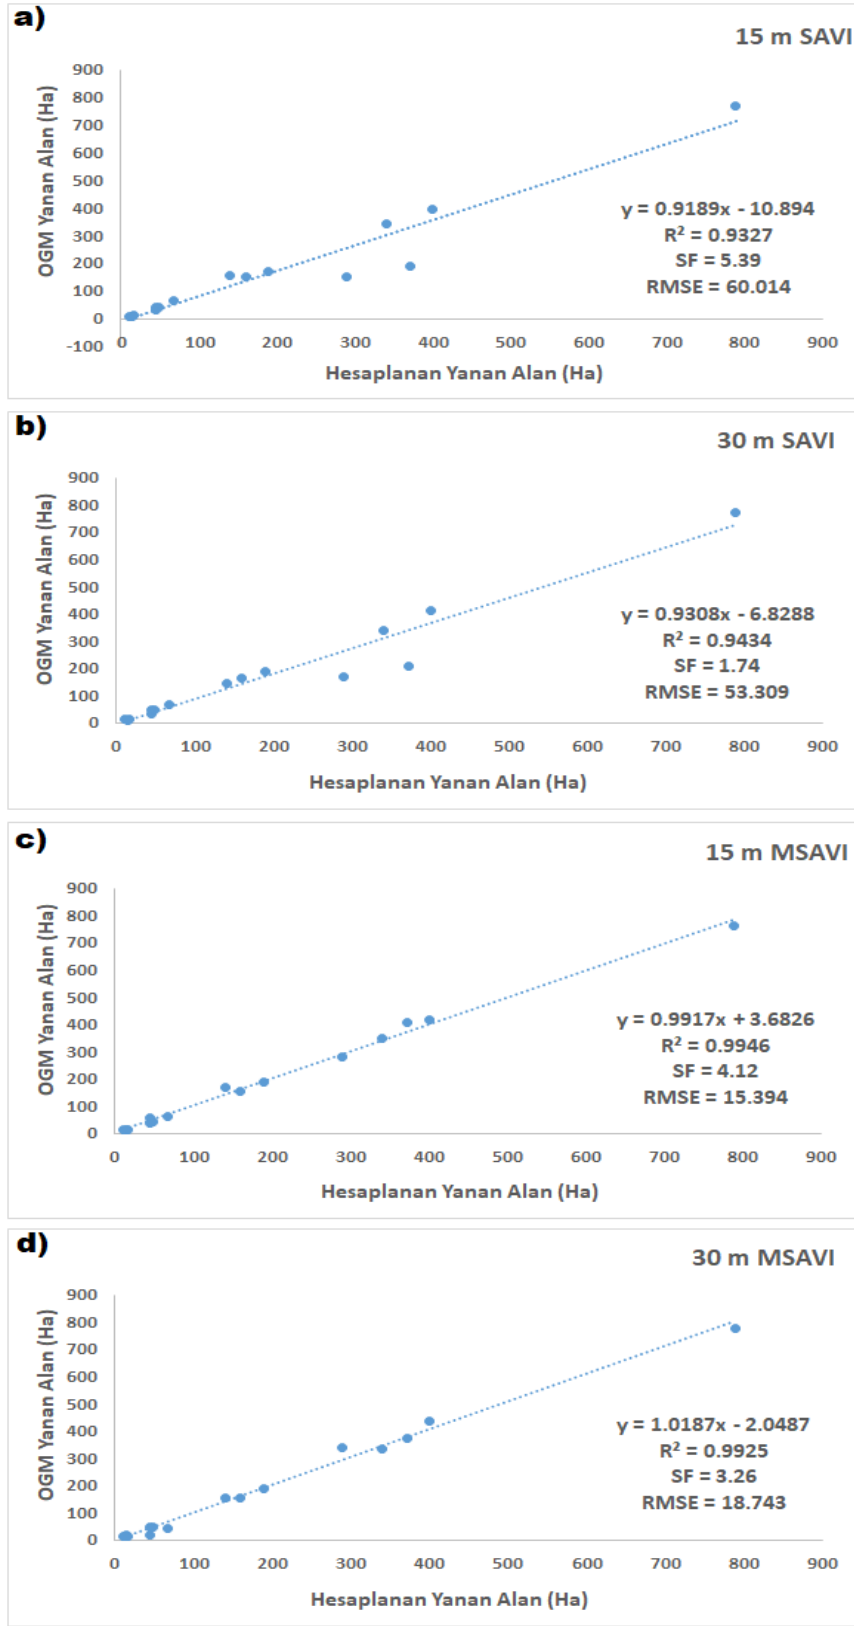 a)
15 m SAVI
OGM Yanan Alan (Ha)
900
800
700
600
500
400
300
200
100
0
-100
0 100 200 300 400 500 600 700 800 900
y = 0.9189x - 10.894
R² = 0.9327
SF = 5.39
RMSE = 60.014
Hesaplanan Yanan Alan (Ha)
b)
30 m SAVI
OGM Yanan Alan (Ha)
900
800
700
600
500
400
300
200
100
0
0 100 200 300 400 500 600 700 800 900
y = 0.9308x - 6.8288
R² = 0.9434
SF = 1.74
RMSE = 53.309
Hesaplanan Yanan Alan (Ha)
c)
15 m MSAVI
OGM Yanan Alan (Ha)
900
800
700
600
500
400
300
200
100
0
0 100 200 300 400 500 600 700 800 900
y = 0.9917x + 3.6826
R² = 0.9946
SF = 4.12
RMSE = 15.394
Hesaplanan Yanan Alan (Ha)
d)
30 m MSAVI
OGM Yanan Alan (Ha)
900
800
700
600
500
400
300
200
100
0
0 100 200 300 400 500 600 700 800 900
y = 1.0187x - 2.0487
R² = 0.9925
SF = 3.26
RMSE = 18.743
Hesaplanan Yanan Alan (Ha)